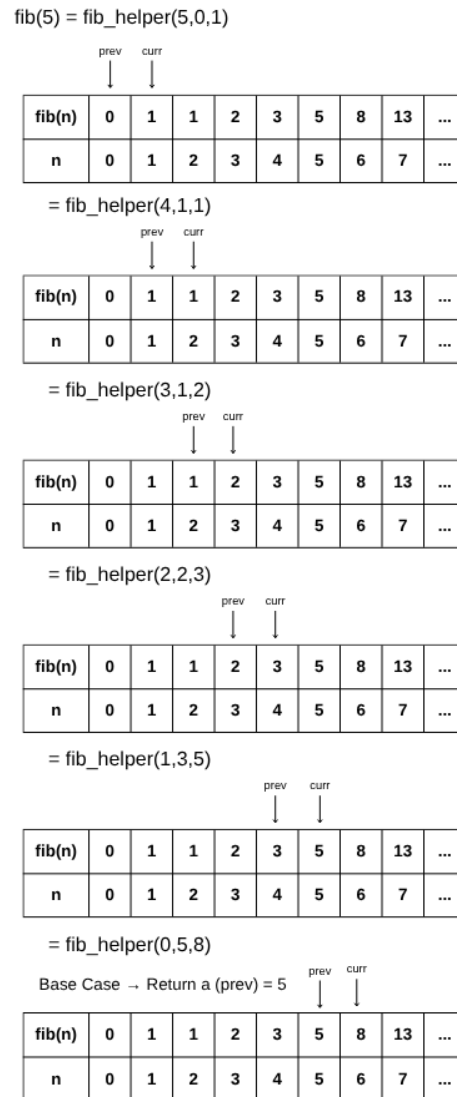 fib(5) = fib_helper(5,0,1)
prev curr
fib(n) 0 1 1 2 3 5 8 13 ...
n 0 1 2 3 4 5 6 7 ...
= fib_helper(4,1,1)
prev curr
fib(n) 0 1 1 2 3 5 8 13 ...
n 0 1 2 3 4 5 6 7 ...
= fib_helper(3,1,2)
prev curr
fib(n) 0 1 1 2 3 5 8 13 ...
n 0 1 2 3 4 5 6 7 ...
= fib_helper(2,2,3)
prev curr
fib(n) 0 1 1 2 3 5 8 13 ...
n 0 1 2 3 4 5 6 7 ...
= fib_helper(1,3,5)
prev curr
fib(n) 0 1 1 2 3 5 8 13 ...
n 0 1 2 3 4 5 6 7 ...
= fib_helper(0,5,8)
Base Case → Return a (prev) = 5 prev curr
fib(n) 0 1 1 2 3 5 8 13 ...
n 0 1 2 3 4 5 6 7 ...